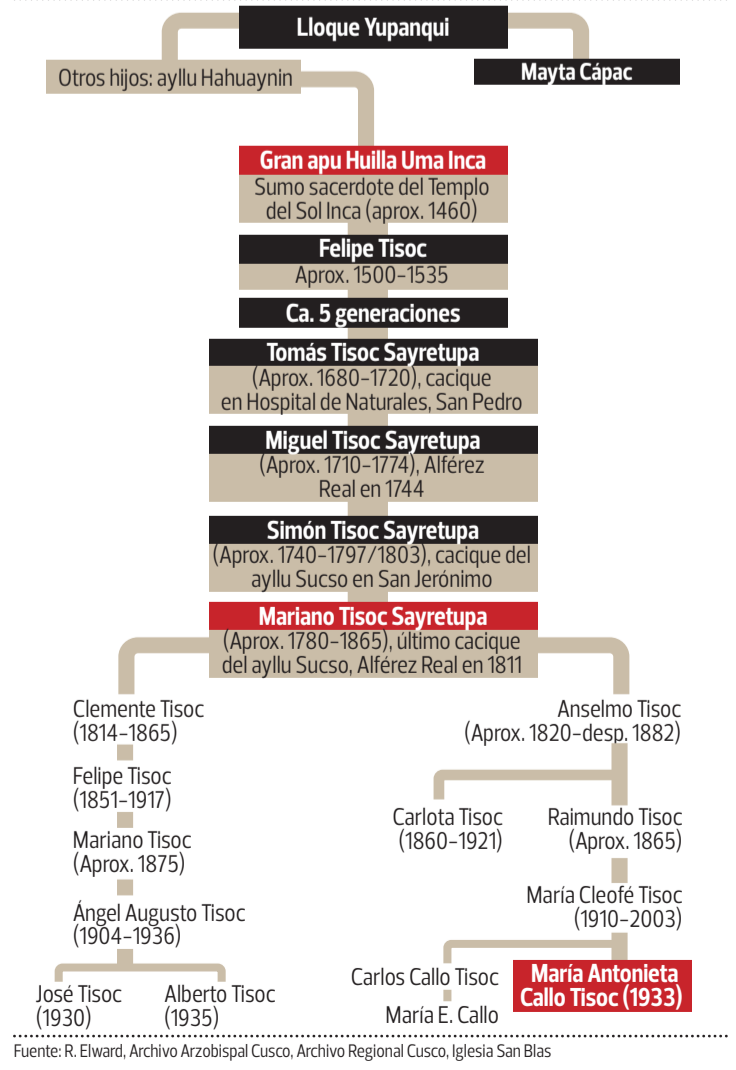 Lloque Yupanqui
Otros hijos: ayllu Hahuaynin
Mayta Cápac
Gran apu Huilla Uma Inca
Sumo sacerdote del Templo
del Sol Inca (aprox. 1460)
Felipe Tisoc
Aprox. 1500-1535
Ca. 5 generaciones
Tomás Tisoc Sayretupa
(Aprox. 1680-1720), cacique
en Hospital de Naturales, San Pedro
Miguel Tisoc Sayretupa
(Aprox. 1710-1774), Alférez
Real en 1744
Simón Tisoc Sayretupa
(Aprox. 1740-1797/1803), cacique del
ayllu Sucso en San Jerónimo
Mariano Tisoc Sayretupa
(Aprox. 1780-1865), último cacique
del ayllu Sucso, Alférez Real en 1811
Clemente Tisoc
(1814-1865)
Felipe Tisoc
(1851-1917)
Mariano Tisoc
(Aprox. 1875)
Ángel Augusto Tisoc
(1904-1936)
José Tisoc
(1930)
Alberto Tisoc
(1935)
Anselmo Tisoc
(Aprox. 1820-desp. 1882)
Carlota Tisoc
(1860-1921)
Raimundo Tisoc
(Aprox. 1865)
María Cleofé Tisoc
(1910-2003)
Carlos Callo Tisoc
María E. Callo
María Antonieta
Callo Tisoc (1933)
Fuente: R. Elward, Archivo Arzobispal Cusco, Archivo Regional Cusco, Iglesia San Blas